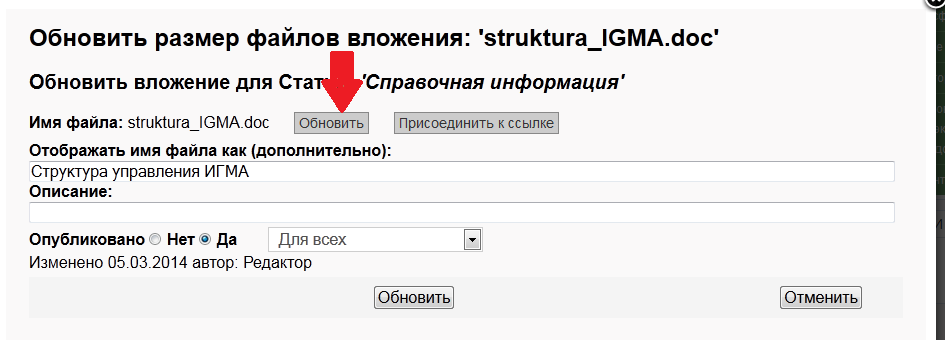 Обновить размер файлов вложения: 'struktura_IGMA.doc'
Обновить вложение для Стат 'Справочная информация'
Имя файла: struktura_IGMA.doc Обновить Присоединить к ссылке
Отображать имя файла как (дополнительно):
Структура управления ИГМА
Описание:
Опубликовано Нет Да Для всех
Изменено 05.03.2014 автор: Редактор
Обновить Отменить